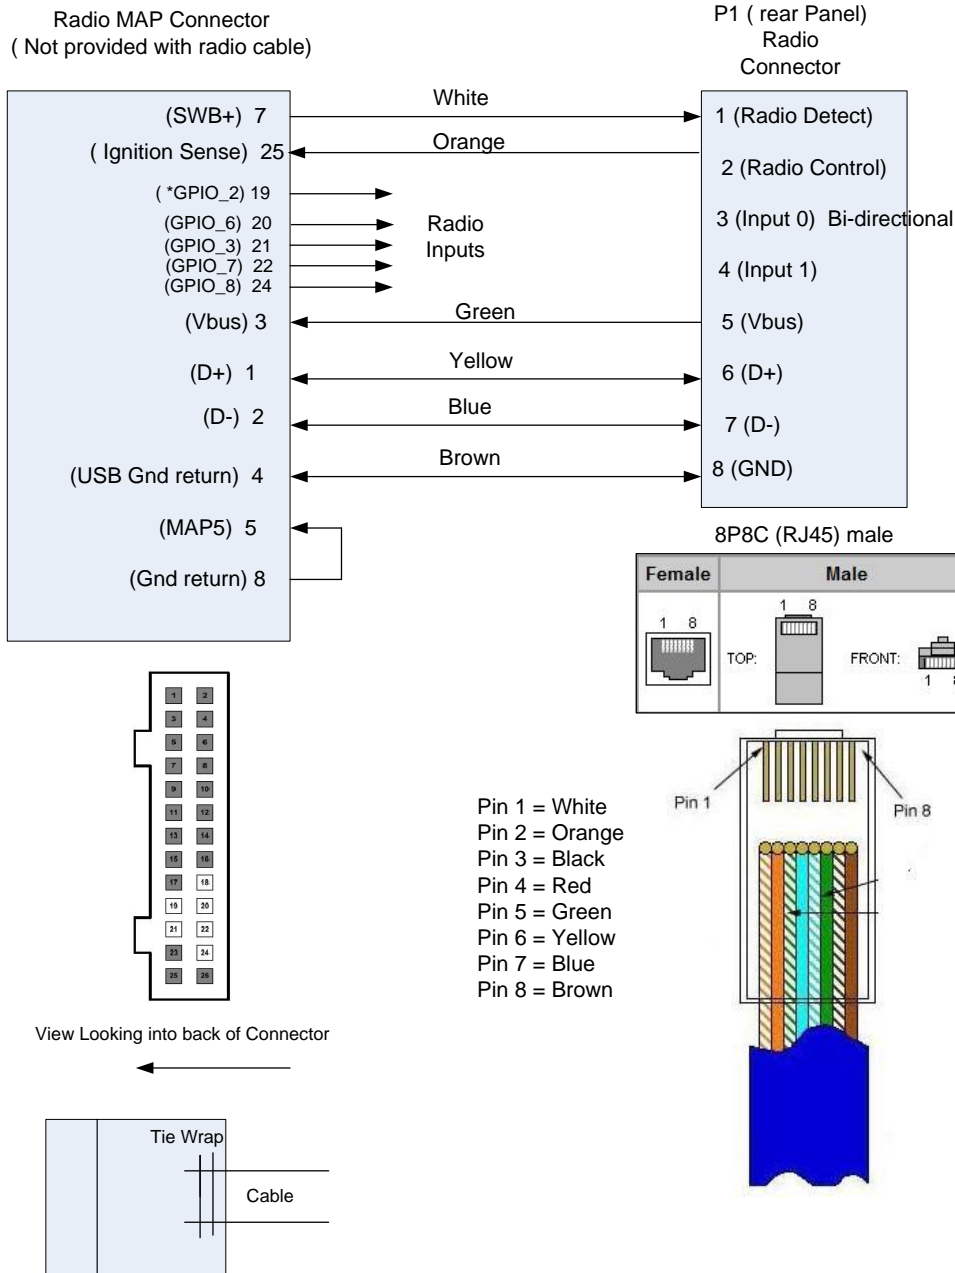 Radio MAP Connector
( Not provided with radio cable)
P1 ( rear Panel)
Radio
Connector
(SWB+) 7
White
1 (Radio Detect)
( Ignition Sense) 25
Orange
2 (Radio Control)
( *GPIO_2) 19
(GPIO_6) 20
(GPIO_3) 21
(GPIO_7) 22
(GPIO_8) 24
Radio
Inputs
3 (Input 0) Bi-directional
4 (Input 1)
(Vbus) 3
Green
5 (Vbus)
(D+) 1
Yellow
6 (D+)
(D-) 2
Blue
7 (D-)
(USB Gnd return) 4
Brown
8 (GND)
(MAP5) 5
(Gnd return) 8
8P8C (RJ45) male
Female Male
1 8
1 8
TOP:
FRONT:
1 8
1 2
3 4
5 6
7 8
9 10
11 12
13 14
15 16
17 18
19 20
21 22
23 24
25 26
View Looking into back of Connector
Pin 1 = White
Pin 2 = Orange
Pin 3 = Black
Pin 4 = Red
Pin 5 = Green
Pin 6 = Yellow
Pin 7 = Blue
Pin 8 = Brown
Pin 1
Pin 8
Tie Wrap
Cable